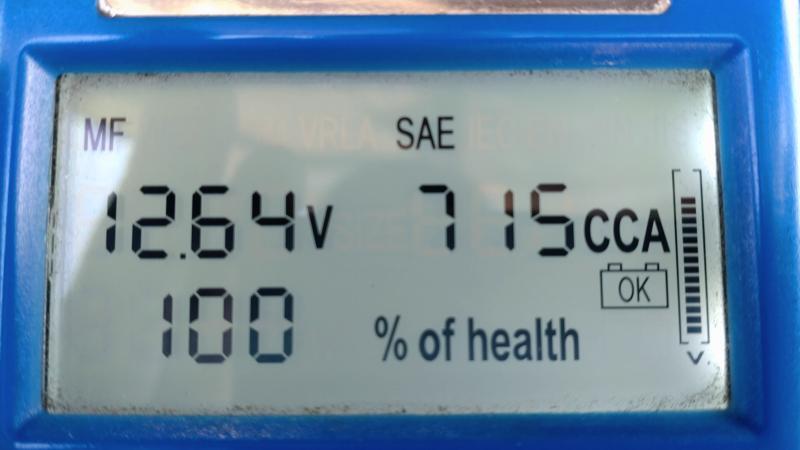 MF SAE
12.64V 715CCA
OK
100 % of health
V